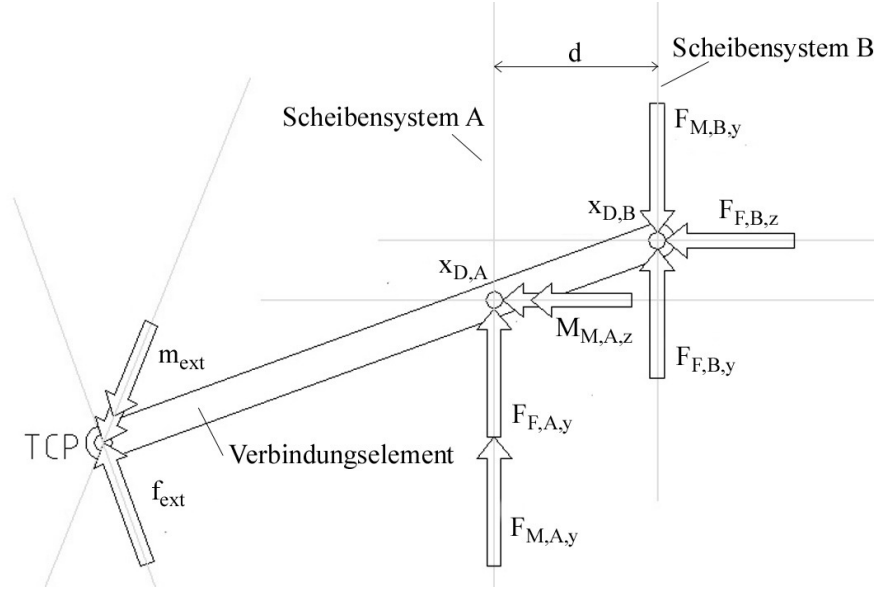 d
Scheibensystem B
Scheibensystem A
F_M,B,y
x_D,B
F_F,B,z
x_D,A
M_M,A,z
m_ext
F_F,B,y
F_F,A,y
TCP
Verbindungselement
f_ext
F_M,A,y